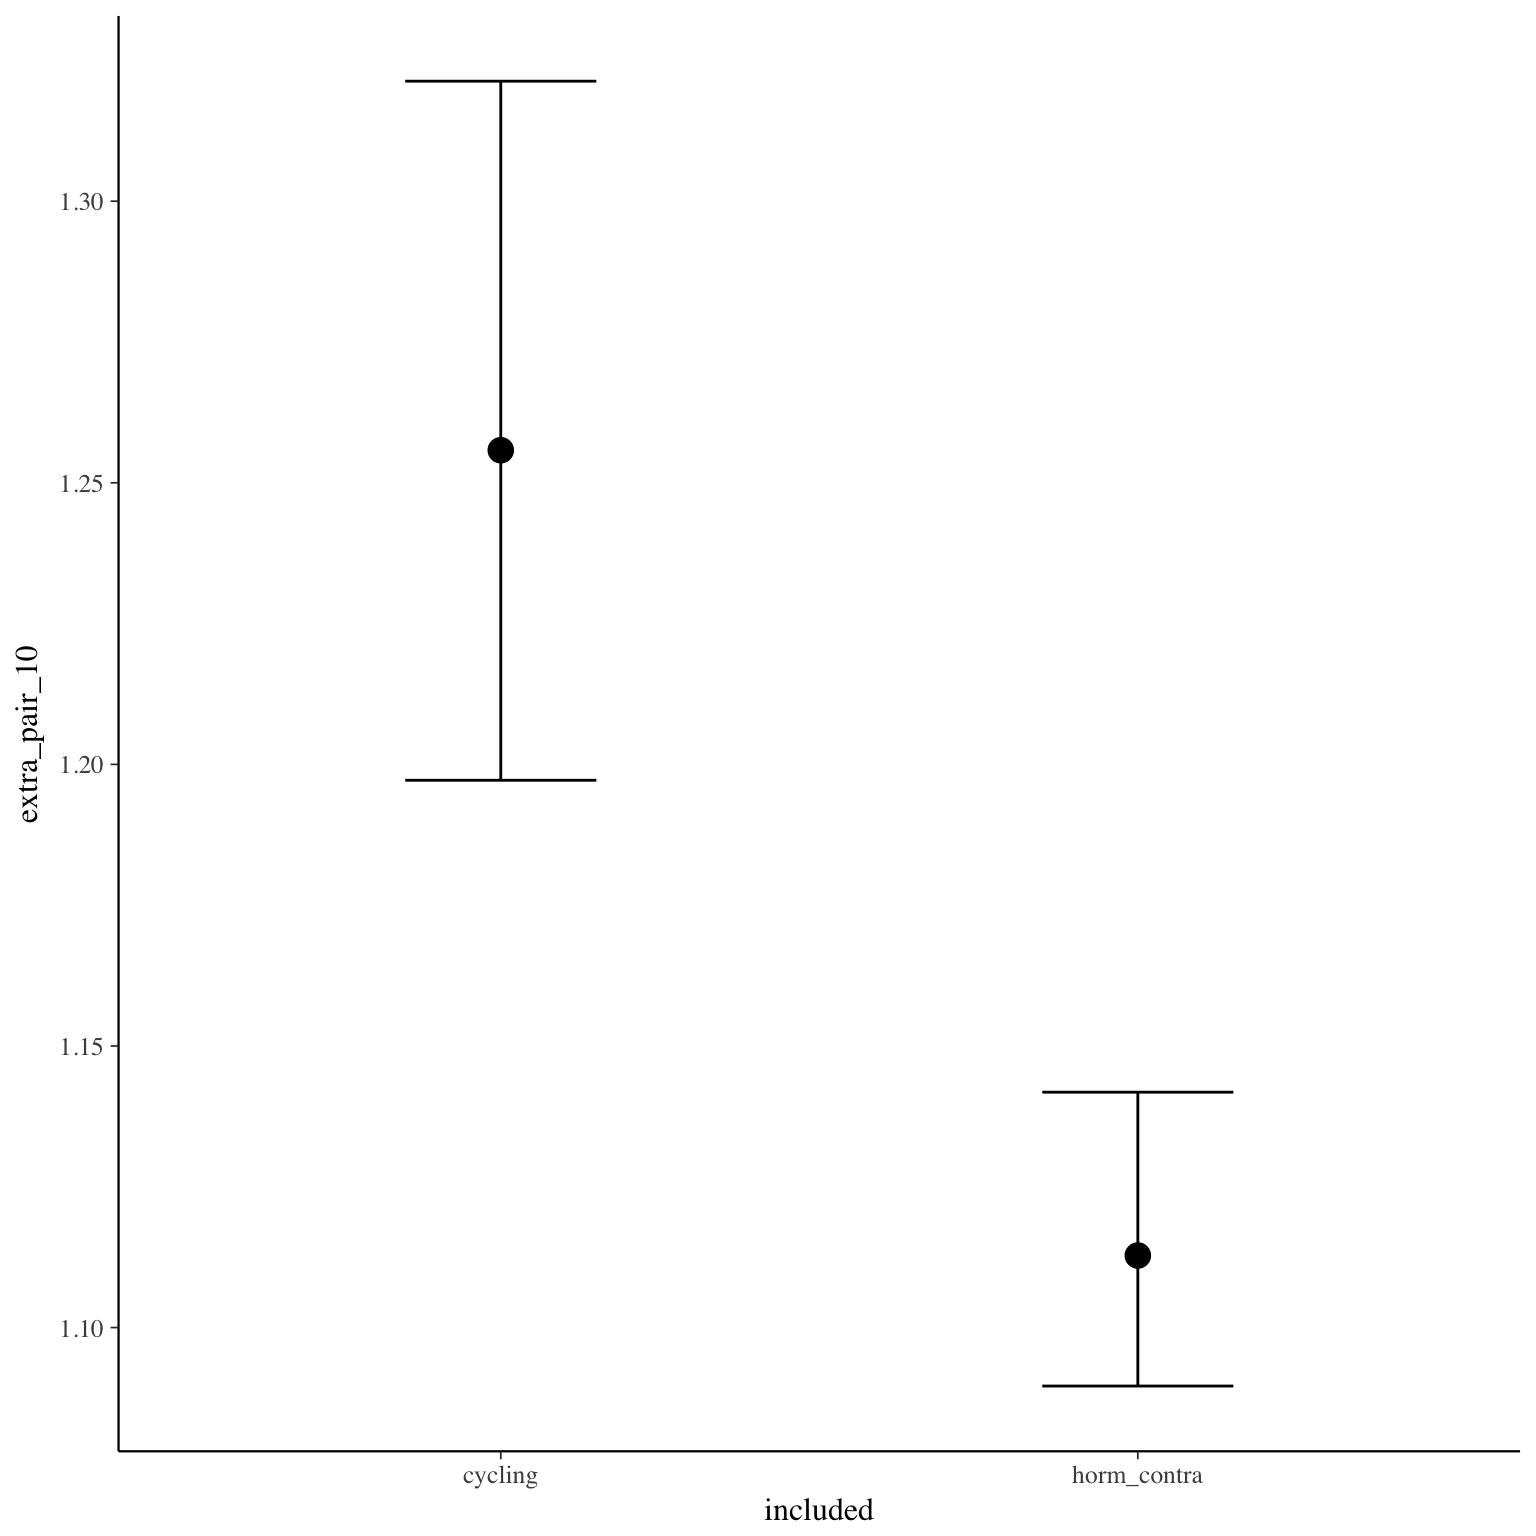 extra_pair_10
1.30
1.25
1.20
1.15
1.10
cycling
horm_contra
included